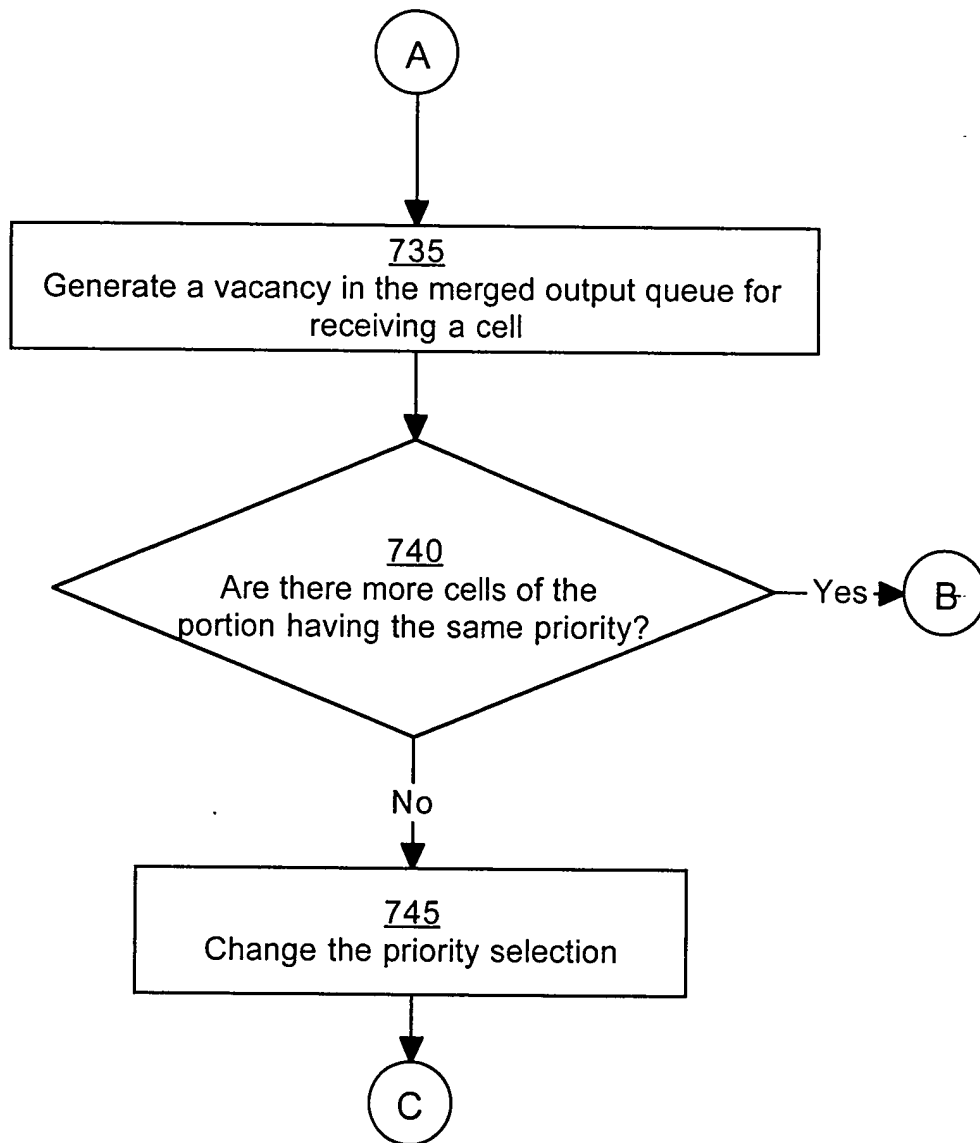 A
735
Generate a vacancy in the merged output queue for
receiving a cell
740
Are there more cells of the
portion having the same priority?
Yes
B
No
745
Change the priority selection
C